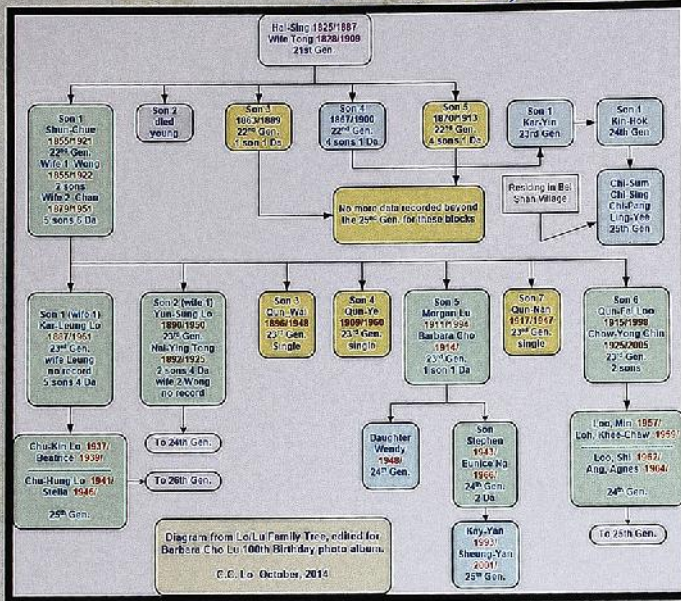 Hai-Sing 1825/1887
Wife Tong 1828/1909
21st Gen
Son 1
Shun-Chue
1855/1921
22nd Gen.
Wife 1 Wong
1855/1922
2 sons
Wife 2 Chau
1879/1951
5 sons 6 Da
Son 2
died
young
Son 3
1863/1889
22nd Gen.
1 son 1 Da
Son 4
1867/1900
22nd Gen.
4 sons 1 Da
Son 5
1870/1913
22nd Gen.
4 sons 1 Da
Son 1
Kar-Yin
23rd Gen
Son 1
Kin-Hok
24th Gen
No more data recorded beyond
the 25th Gen. for these blocks
Residing in Bei
Shan Village
Chi-Sum
Chi-Sing
Chi-Pang
Ling-Yee
25th Gen
Son 1 (wife 1)
Kar-Leung Lo
1887/1961
23rd Gen.
wife Leung
no record
5 sons 4 Da
Son 2 (wife 1)
Yun-Sung Lo
1890/1950
23rd Gen.
Nai-Ying Tong
1892/1925
2 sons 4 Da
wife 2 Wong
no record
Son 3
Qun-Wai
1896/1948
23rd Gen.
Single
Son 4
Qun-Ye
1909/1960
23rd Gen.
single
Son 5
Morgan Lu
1911/1994
Barbara Cho
1914/
23rd Gen.
1 son 1 Da
Son 7
Qun-Nan
1917/1947
23rd Gen.
single
Son 6
Qun-Fai Loo
1915/1990
Chow-Yong Chin
1925/2005
23rd Gen.
2 sons
Chu-Kin Lo 1937/
Beatrice 1939/
Chu-Hung Lo 1941/
Stella 1946/
25th Gen.
To 24th Gen.
To 26th Gen.
Daughter
Wendy
1948/
24th Gen.
Son
Stephen
1943/
Eunice Ng
1966/
24th Gen.
2 Da
Loo, Min 1957/
Loh, Khee-Chaw 1959/
Loo, Shi 1962/
Ang, Agnes 1964/
24th Gen.
To 25th Gen.
Kay-Yan
1993/
Sheung-Yan
2001/
25th Gen.
Diagram from Lo/Lu Family Tree, edited for
Barbara Cho Lu 100th Birthday photo album.
C.C. Lo October, 2014